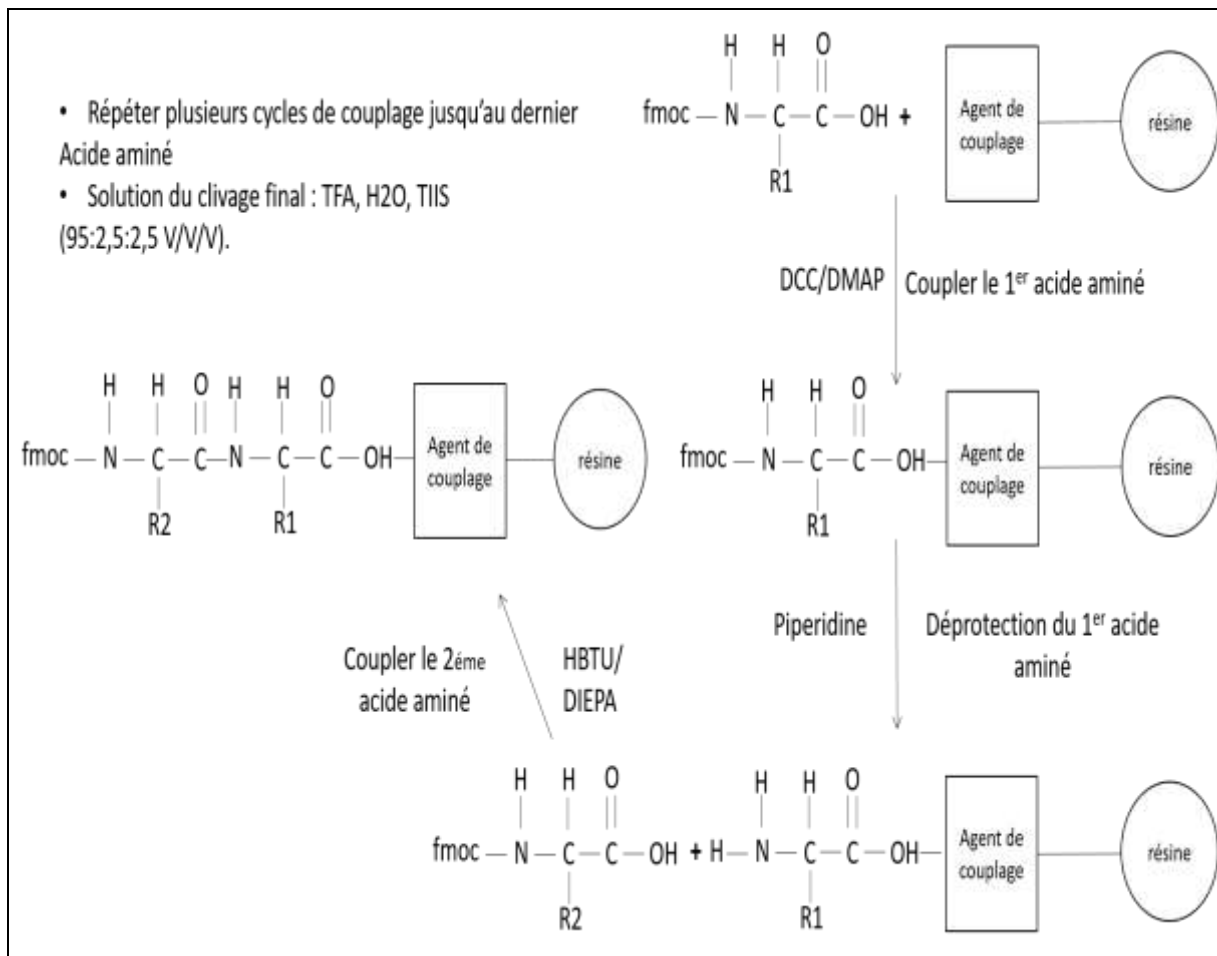 • Répéter plusieurs cycles de couplage jusqu'au dernier
Acide aminé
• Solution du clivage final : TFA, H2O, TIIS
(95:2,5:2,5 V/V/V).
H H O
fmoc — N — C — C — OH +
R1
Agent de
couplage
résine
DCC/DMAP
Coupler le 1er acide aminé
H H O H H O
fmoc — N — C — C — N — C — C — OH
R2 R1
Agent de
couplage
résine
H H O
fmoc — N — C — C — OH
R1
Agent de
couplage
résine
Piperidine
Déprotection du 1er acide
aminé
Coupler le 2éme
acide aminé
HBTU/
DIEPA
H H O
fmoc — N — C — C — OH +
R2
H H O
H — N — C — C — OH
R1
Agent de
couplage
résine